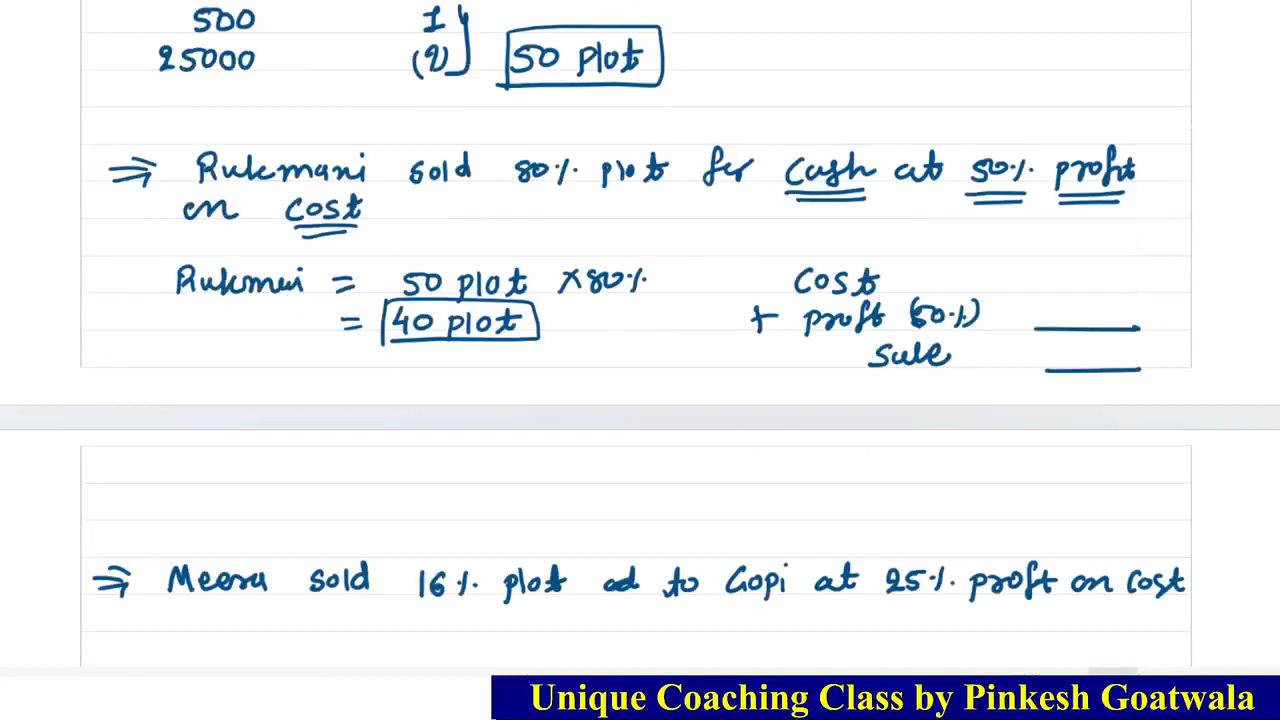 500 1
25000 (?) 50 plot
⇒ Rukmani sold 80% plot for Cash at 50% profit
on cost
Rukmani = 50 plot × 80% Cost
= 40 plot + profit (50%)
Sale
⇒ Meera sold 16% plot ad to Gopi at 25% profit on cost
Unique Coaching Class by Pinkesh Goatwala